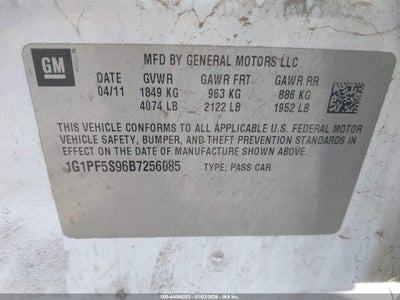 GM
MFD BY GENERAL MOTORS LLC
DATE GVWR GAWR FRT GAWR RR
04/11 1849 KG 963 KG 886 KG
4074 LB 2122 LB 1952 LB
THIS VEHICLE CONFORMS TO ALL APPLICABLE U.S. FEDERAL MOTOR
VEHICLE SAFETY, BUMPER, AND THEFT PREVENTION STANDARDS IN
EFFECT ON THE DATE OF MANUFACTURE SHOWN ABOVE.
1G1PF5S96B7256085 TYPE: PASS CAR